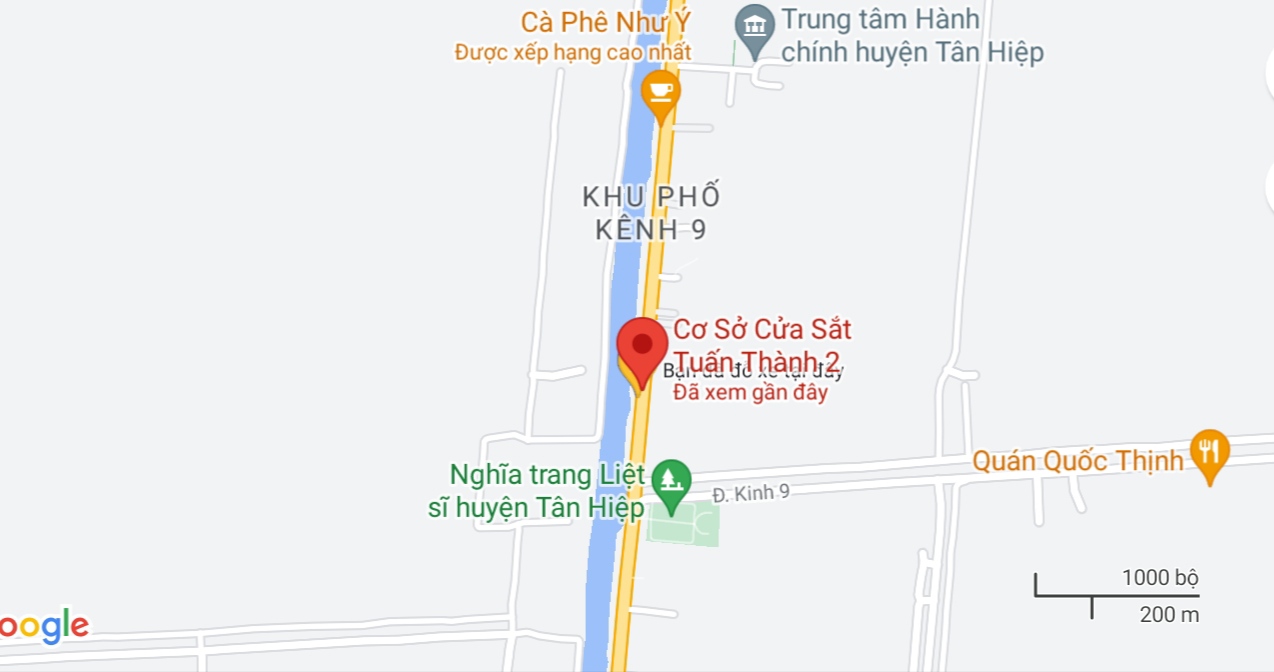 Cà Phê Như Ý
Được xếp hạng cao nhất
Trung tâm Hành
chính huyện Tân Hiệp
KHU PHỐ
KÊNH 9
Cơ Sở Cửa Sắt
Tuấn Thành 2
Bạn đã đỗ xe tại đây
Đã xem gần đây
Nghĩa trang Liệt
sĩ huyện Tân Hiệp
Đ. Kinh 9
Quán Quốc Thịnh
1000 bộ
200 m
oogle